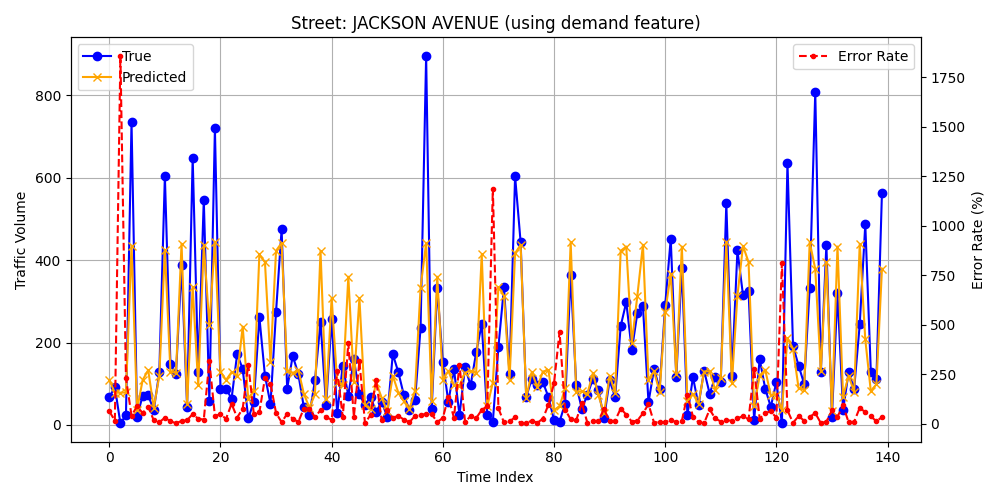 Street: JACKSON AVENUE (using demand feature)
True
Predicted
Error Rate
Traffic Volume
0
200
400
600
800
Error Rate (%)
0
250
500
750
1000
1250
1500
1750
0 20 40 60 80 100 120 140
Time Index